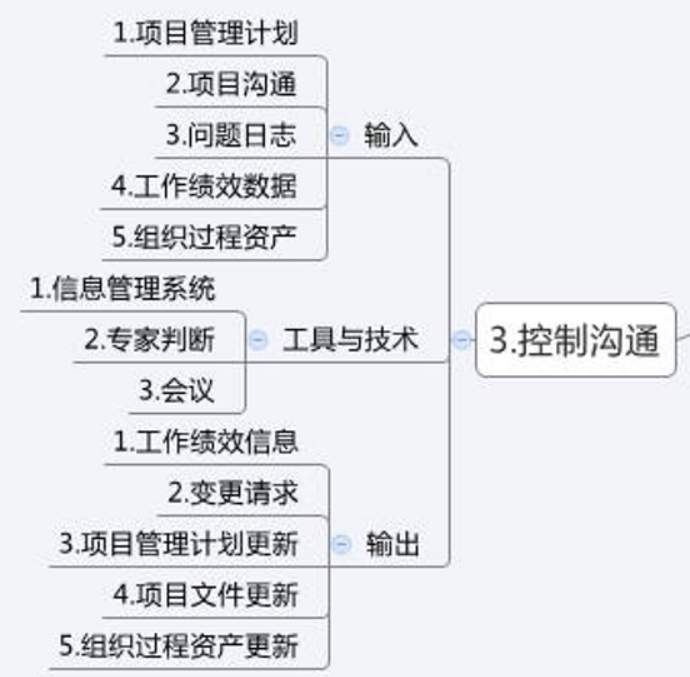 1.项目管理计划
2.项目沟通
3.问题日志
输入
4.工作绩效数据
5.组织过程资产
1.信息管理系统
2.专家判断
工具与技术
3.控制沟通
3.会议
1.工作绩效信息
2.变更请求
3.项目管理计划更新
输出
4.项目文件更新
5.组织过程资产更新